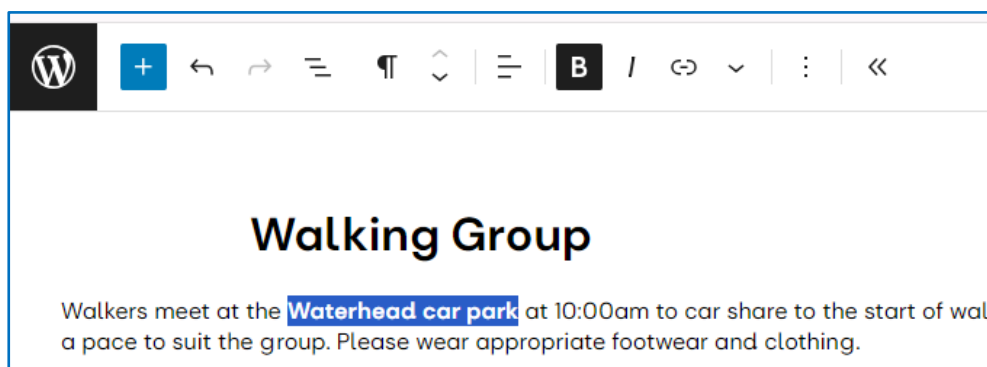 B I
Walking Group
Walkers meet at the Waterhead car park at 10:00am to car share to the start of
a pace to suit the group. Please wear appropriate footwear and clothing.